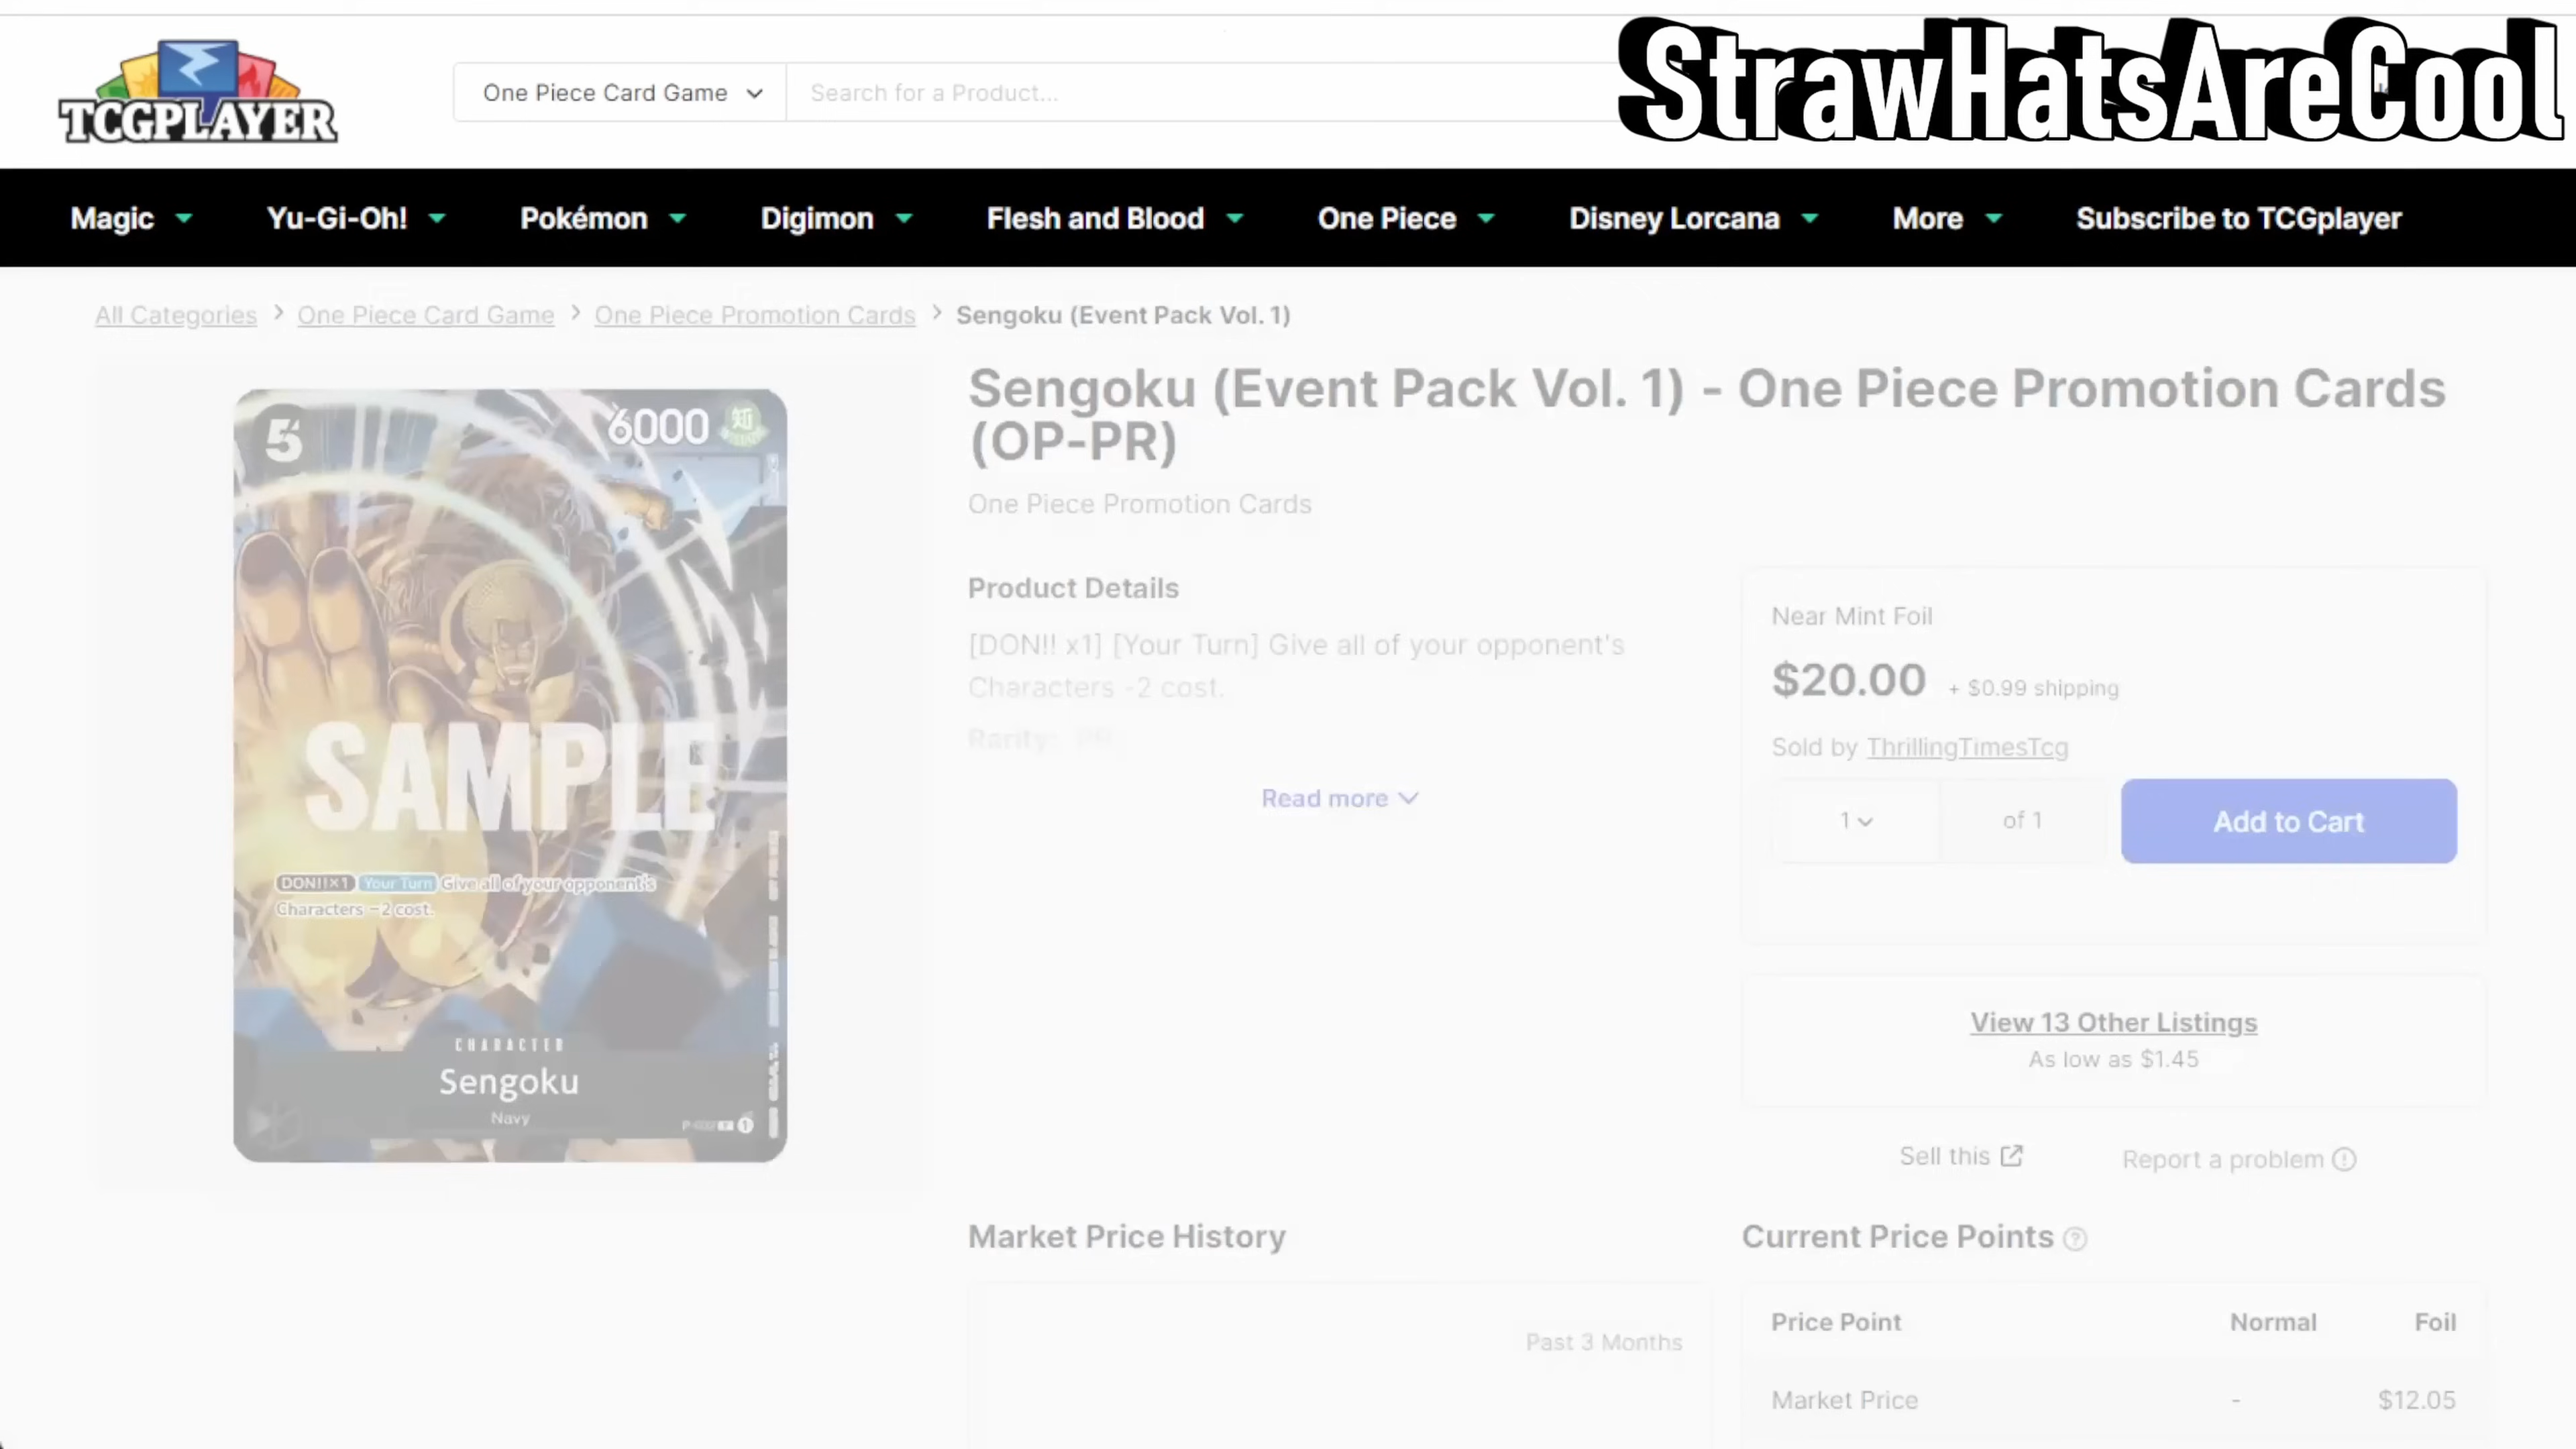 StrawHatsAreCool
TCGPLAYER
One Piece Card Game
Search for a Product...
Magic
Yu-Gi-Oh!
Pokémon
Digimon
Flesh and Blood
One Piece
Disney Lorcana
More
Subscribe to TCGplayer
All Categories > One Piece Card Game > One Piece Promotion Cards > Sengoku (Event Pack Vol. 1)
5
6000
知
SAMPLE
DON!!×1 Your Turn Give all of your opponent's
Characters −2 cost.
CHARACTER
Sengoku
Navy
1
Sengoku (Event Pack Vol. 1) - One Piece Promotion Cards
(OP-PR)
One Piece Promotion Cards
Product Details
[DON!! x1] [Your Turn] Give all of your opponent's
Characters -2 cost.
Rarity:
Read more
Near Mint Foil
$20.00 + $0.99 shipping
Sold by ThrillingTimesTcg
1
of 1
Add to Cart
View 13 Other Listings
As low as $1.45
Sell this
Report a problem
Market Price History
Past 3 Months
Current Price Points
Price Point Normal Foil
Market Price - $12.05